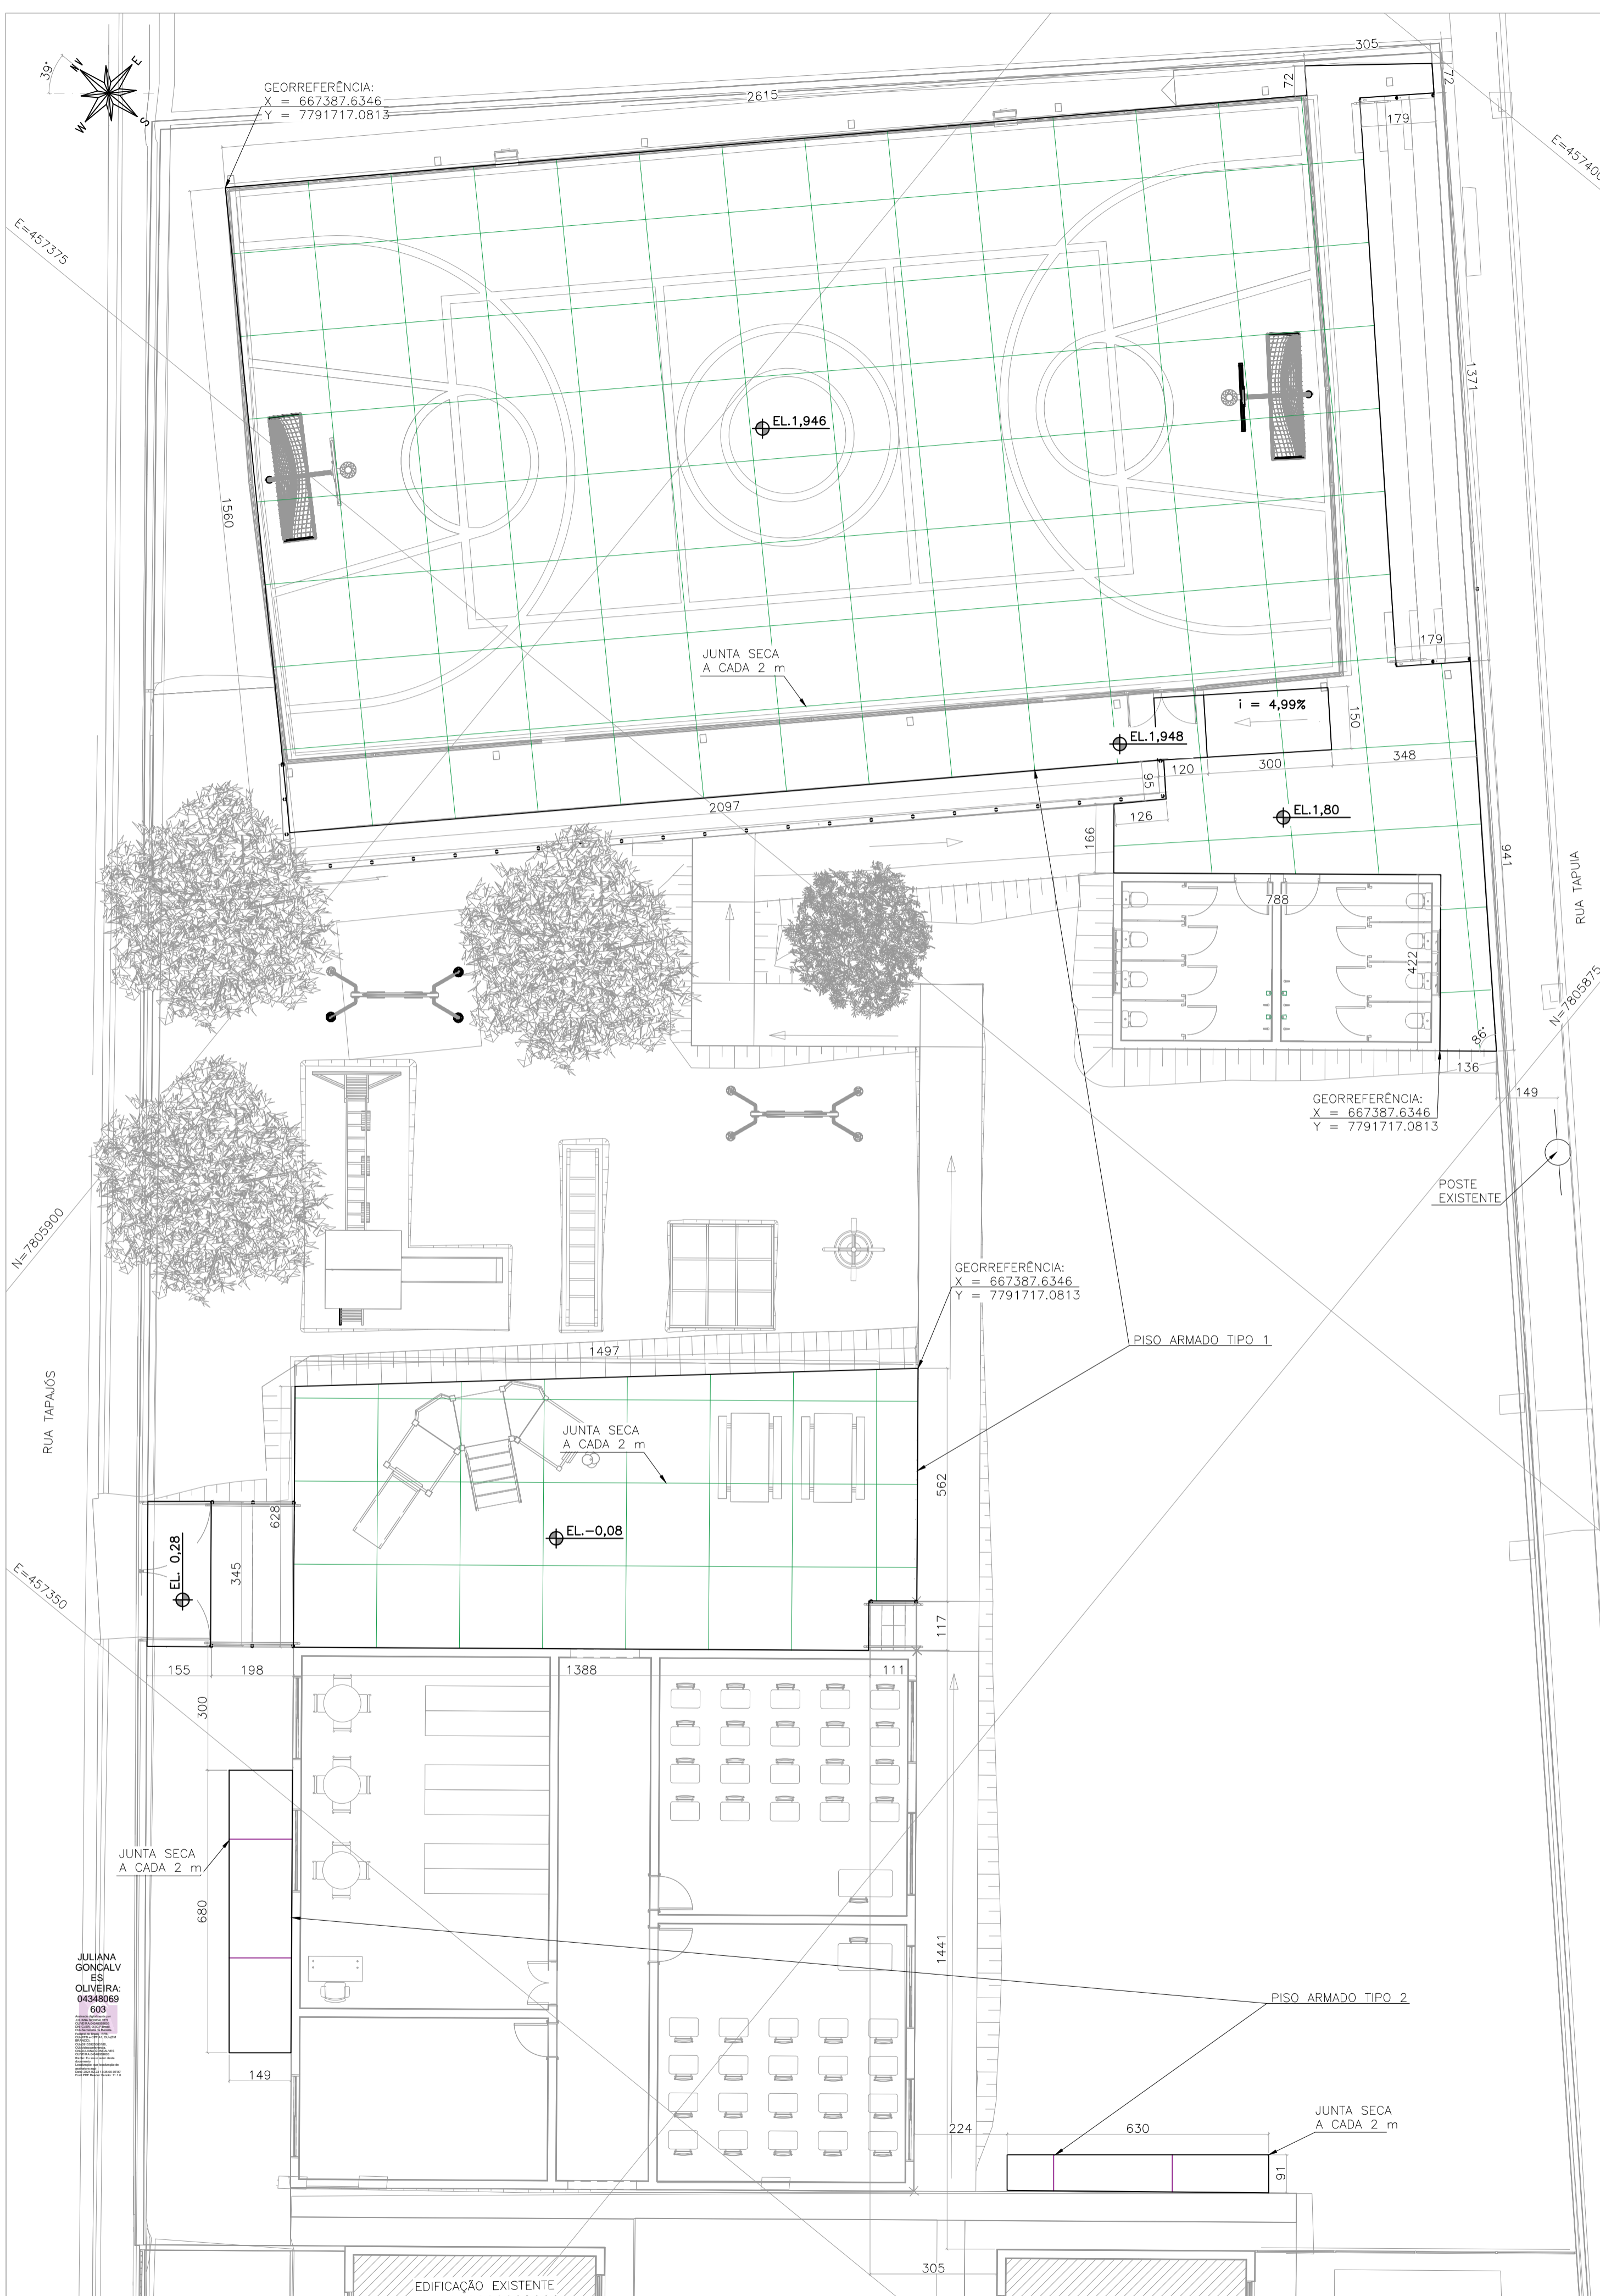 305
72
72
39°
N
E
W
S
GEORREFERÊNCIA:
X = 667387.6346
Y = 7791717.0813
2615
179
E=457400
E=457375
EL.1,946
1371
1560
179
JUNTA SECA
A CADA 2 m
i = 4,99%
150
EL.1,948
348
300
120
95
2097
126
EL.1,80
166
941
RUA TAPUIA
788
422
N=7805875
86°
136
149
GEORREFERÊNCIA:
X = 667387.6346
Y = 7791717.0813
POSTE
EXISTENTE
N=7805900
GEORREFERÊNCIA:
X = 667387.6346
Y = 7791717.0813
PISO ARMADO TIPO 1
1497
RUA TAPAJÓS
JUNTA SECA
A CADA 2 m
562
628
EL.-0,08
EL. 0,28
345
E=457350
117
155
198
1388
111
300
JUNTA SECA
A CADA 2 m
680
1441
JULIANA
GONCALV
ES
OLIVEIRA:
04348069
603
PISO ARMADO TIPO 2
149
JUNTA SECA
A CADA 2 m
224
630
91
305
EDIFICAÇÃO EXISTENTE